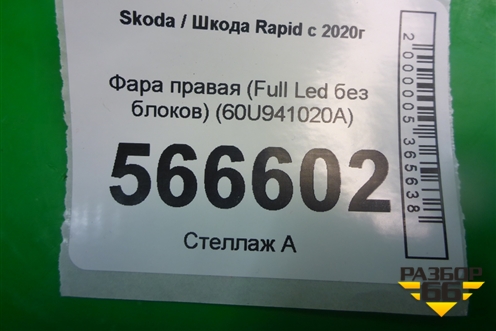 Skoda / Шкода Rapid с 2020г
Фара правая (Full Led без
блоков) (60U941020A)
566602
Стеллаж А
2000005365638
РАЗБОР
66